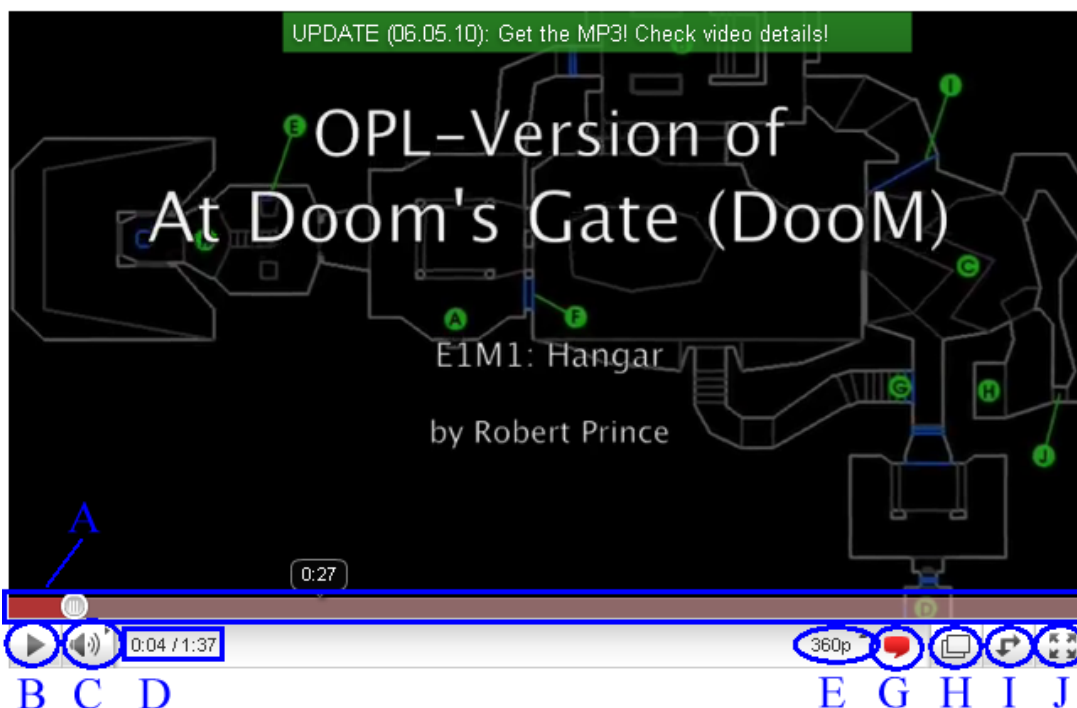 UPDATE (06.05.10): Get the MP3! Check video details!
I
E
OPL-Version of
At Doom's Gate (DooM)
C
A
F
E1M1: Hangar
G
H
by Robert Prince
J
A
0:27
D
0:04 / 1:37
360p
B C D E G H I J